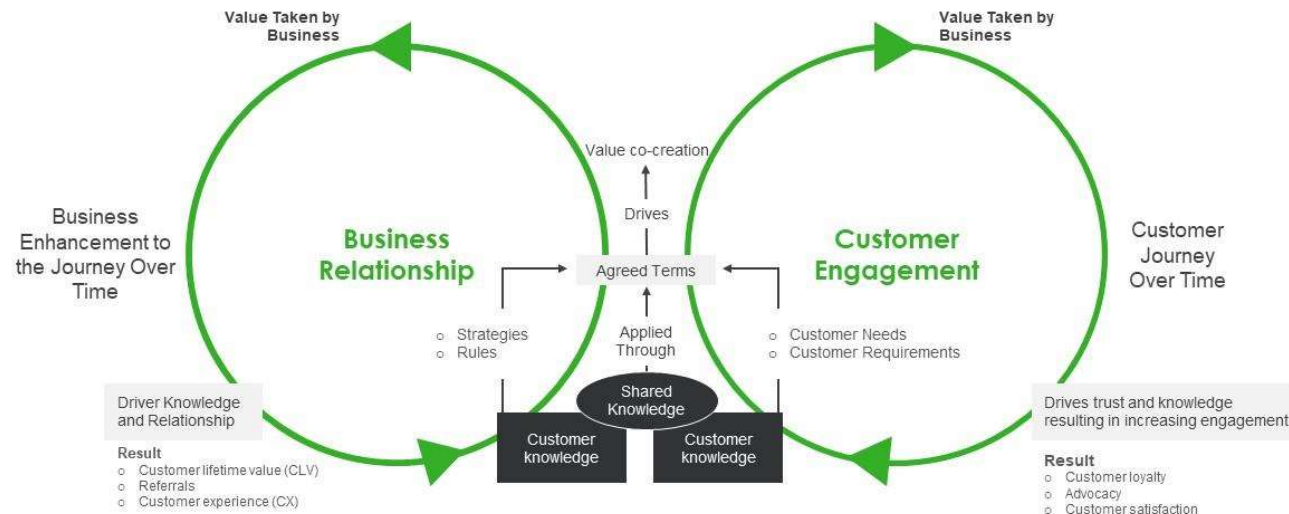 Value Taken by
Business
Value Taken by
Business
Value co-creation
Drives
Business
Enhancement to
the Journey Over
Time
Business
Relationship
Customer
Engagement
Customer
Journey
Over Time
Agreed Terms
o Strategies
o Rules
Applied
Through
o Customer Needs
o Customer Requirements
Shared
Knowledge
Driver Knowledge
and Relationship
Customer
knowledge
Customer
knowledge
Drives trust and knowledge
resulting in increasing engagement
Result
o Customer lifetime value (CLV)
o Referrals
o Customer experience (CX)
Result
o Customer loyalty
o Advocacy
o Customer satisfaction